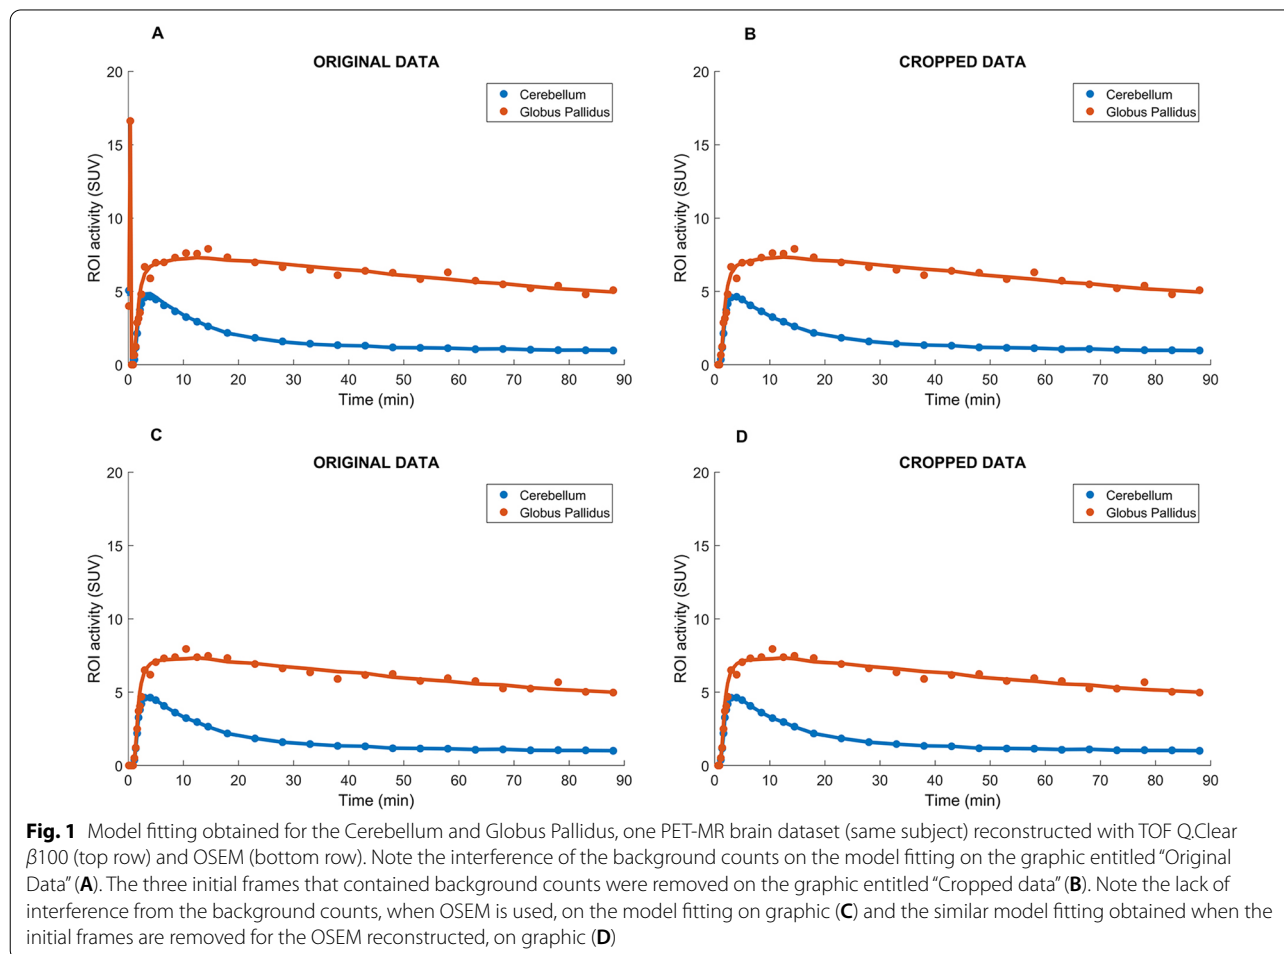 A
ORIGINAL DATA
20
15
10
5
0
ROI activity (SUV)
Cerebellum
Globus Pallidus
0 10 20 30 40 50 60 70 80 90
Time (min)
B
CROPPED DATA
20
15
10
5
0
ROI activity (SUV)
Cerebellum
Globus Pallidus
0 10 20 30 40 50 60 70 80 90
Time (min)
C
ORIGINAL DATA
20
15
10
5
0
ROI activity (SUV)
Cerebellum
Globus Pallidus
0 10 20 30 40 50 60 70 80 90
Time (min)
D
CROPPED DATA
20
15
10
5
0
ROI activity (SUV)
Cerebellum
Globus Pallidus
0 10 20 30 40 50 60 70 80 90
Time (min)
Fig. 1 Model fitting obtained for the Cerebellum and Globus Pallidus, one PET-MR brain dataset (same subject) reconstructed with TOF Q.Clear
β100 (top row) and OSEM (bottom row). Note the interference of the background counts on the model fitting on the graphic entitled “Original
Data” (A). The three initial frames that contained background counts were removed on the graphic entitled “Cropped data” (B). Note the lack of
interference from the background counts, when OSEM is used, on the model fitting on graphic (C) and the similar model fitting obtained when the
initial frames are removed for the OSEM reconstructed, on graphic (D)